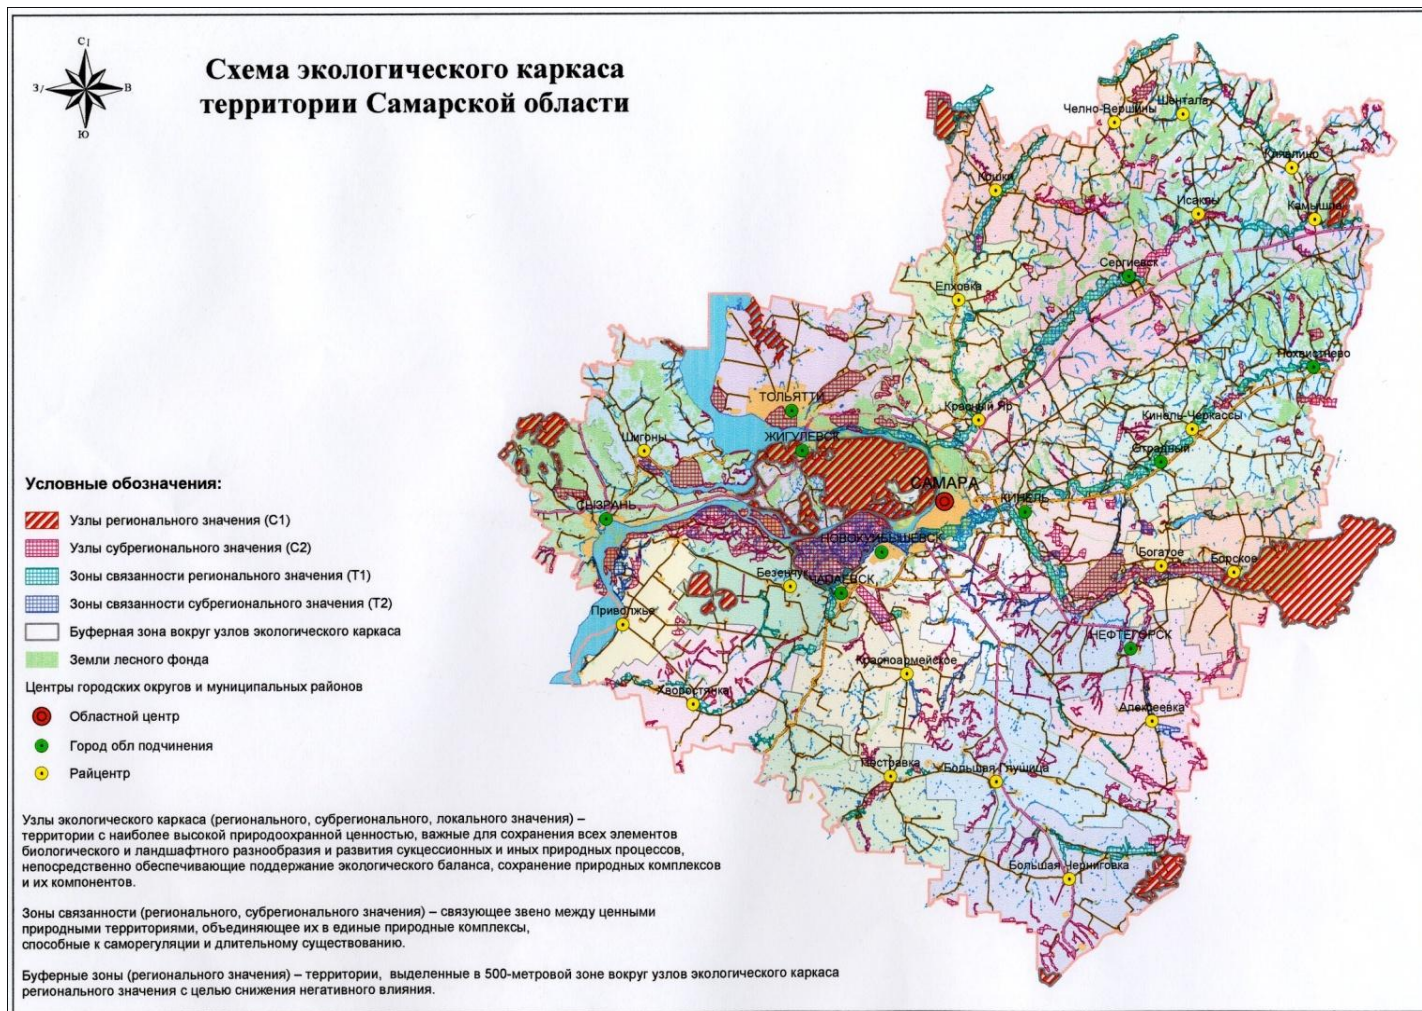 С
З
В
Ю
Схема экологического каркаса
территории Самарской области
Челно-Вершины
Шентала
Клявлино
Кошки
Исаклы
Камышла
Сергиевск
Елховка
Похвистнево
ТОЛЬЯТТИ
Красный Яр
Кинель-Черкассы
Шигоны
ЖИГУЛЕВСК
Отрадный
САМАРА
СЫЗРАНЬ
КИНЕЛЬ
НОВОКУЙБЫШЕВСК
Богатое
Борское
Безенчук
ЧАПАЕВСК
Приволжье
НЕФТЕГОРСК
Красноармейское
Хворостянка
Алексеевка
Пестравка
Большая Глушица
Большая Черниговка
Условные обозначения:
Узлы регионального значения (С1)
Узлы субрегионального значения (С2)
Зоны связанности регионального значения (Т1)
Зоны связанности субрегионального значения (Т2)
Буферная зона вокруг узлов экологического каркаса
Земли лесного фонда
Центры городских округов и муниципальных районов
Областной центр
Город обл подчинения
Райцентр
Узлы экологического каркаса (регионального, субрегионального, локального значения) –
территории с наиболее высокой природоохранной ценностью, важные для сохранения всех элементов
биологического и ландшафтного разнообразия и развития сукцессионных и иных природных процессов,
непосредственно обеспечивающие поддержание экологического баланса, сохранение природных комплексов
и их компонентов.
Зоны связанности (регионального, субрегионального значения) – связующее звено между ценными
природными территориями, объединяющее их в единые природные комплексы,
способные к саморегуляции и длительному существованию.
Буферные зоны (регионального значения) – территории, выделенные в 500-метровой зоне вокруг узлов экологического каркаса
регионального значения с целью снижения негативного влияния.